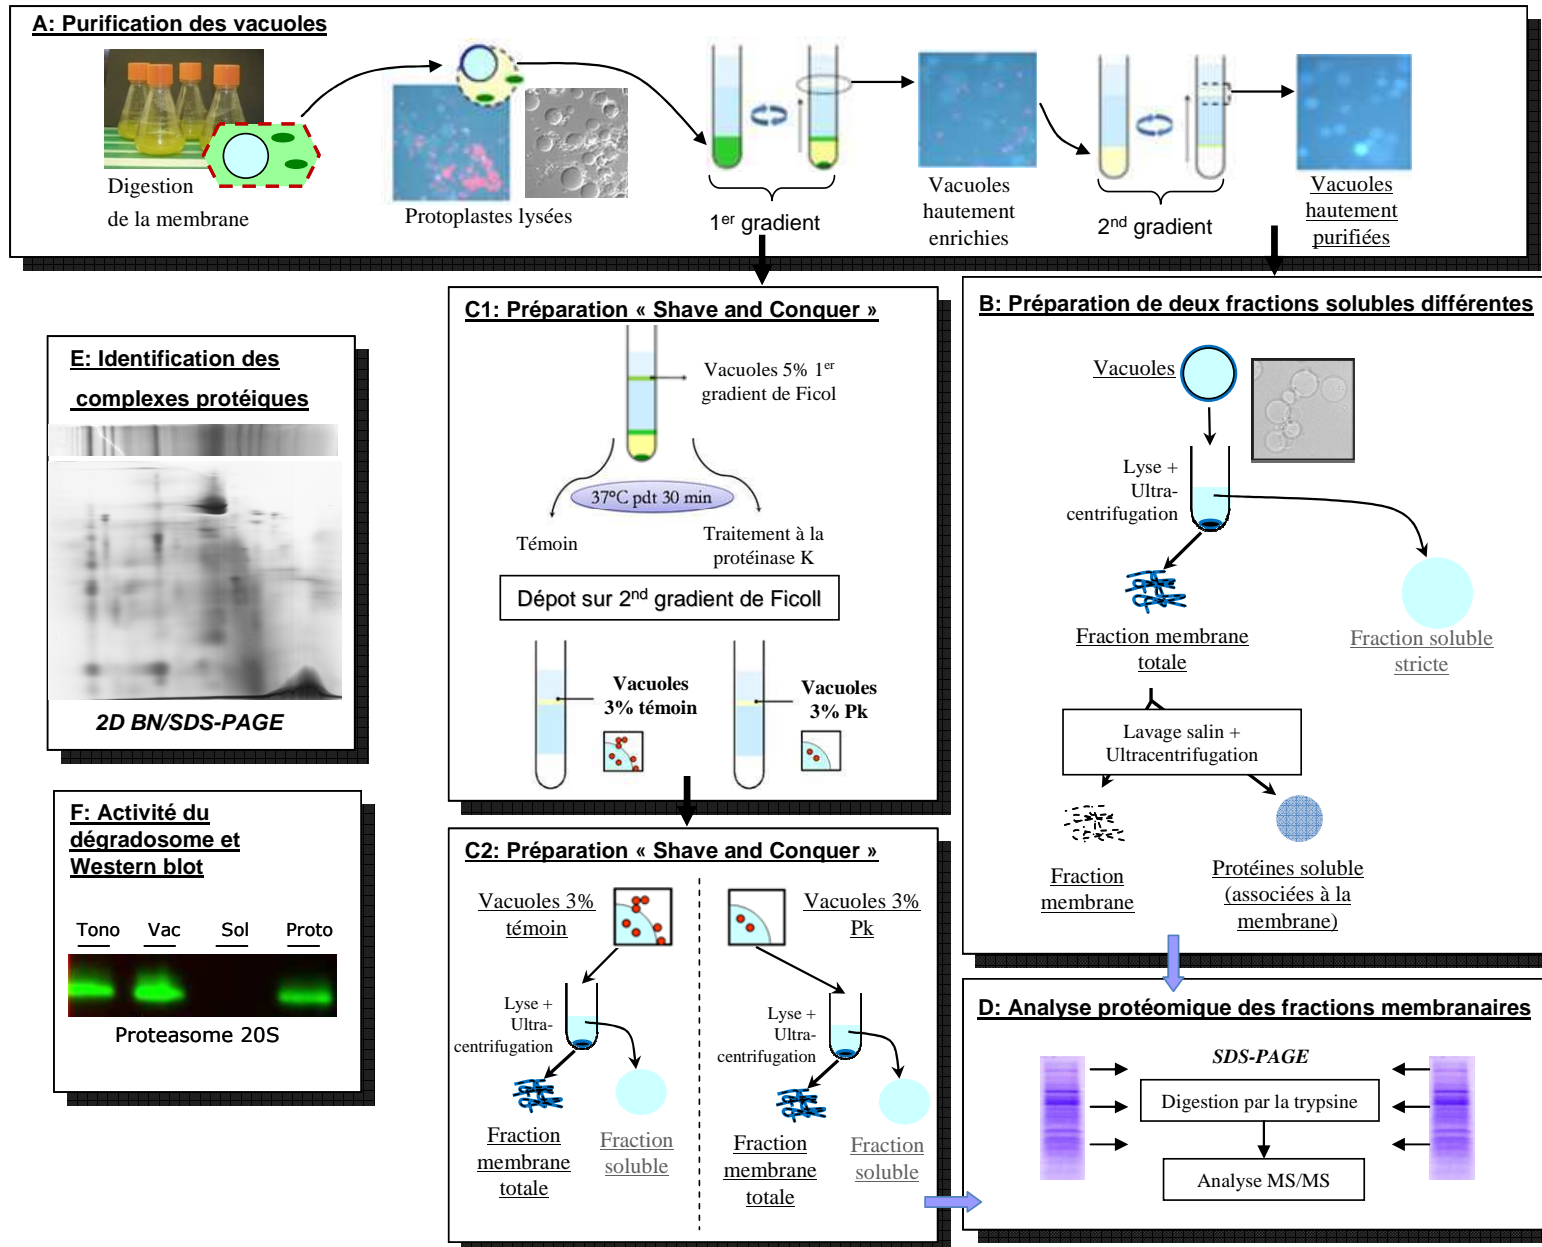 A: Purification des vacuoles
Digestion
de la membrane
Protoplastes lysées
1er gradient
Vacuoles
hautement
enrichies
2nd gradient
Vacuoles
hautement
purifiées
E: Identification des
complexes protéiques
2D BN/SDS-PAGE
F: Activité du
dégradosome et
Western blot
Tono Vac Sol Proto
Proteasome 20S
C1: Préparation « Shave and Conquer »
Vacuoles 5% 1er
gradient de Ficol
37°C pdt 30 min
Témoin
Traitement à la
protéinase K
Dépot sur 2nd gradient de Ficoll
Vacuoles
3% témoin
Vacuoles
3% Pk
C2: Préparation « Shave and Conquer »
Vacuoles 3%
témoin
Lyse +
Ultra-
centrifugation
Fraction
membrane
totale
Fraction
soluble
Vacuoles 3%
Pk
Lyse +
Ultra-
centrifugation
Fraction
membrane
totale
Fraction
soluble
B: Préparation de deux fractions solubles différentes
Vacuoles
Lyse +
Ultra-
centrifugation
Fraction membrane
totale
Fraction soluble
stricte
Lavage salin +
Ultracentrifugation
Fraction
membrane
Protéines soluble
(associées à la
membrane)
D: Analyse protéomique des fractions membranaires
SDS-PAGE
Digestion par la trypsine
Analyse MS/MS